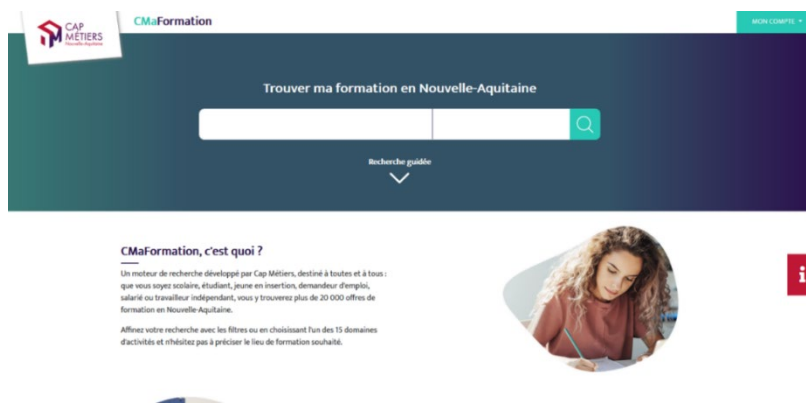 CAP
MÉTIERS
Nouvelle-Aquitaine
CMaFormation
MON COMPTE
Trouver ma formation en Nouvelle-Aquitaine
Recherche guidée
CMaFormation, c'est quoi ?
Un moteur de recherche développé par Cap Métiers, destiné à toutes et à tous :
que vous soyez scolaire, étudiant, jeune en insertion, demandeur d'emploi,
salarié ou travailleur indépendant, vous y trouverez plus de 20 000 offres de
formation en Nouvelle-Aquitaine.
Affinez votre recherche avec les filtres ou en choisissant l'un des 15 domaines
d'activités et n'hésitez pas à préciser le lieu de formation souhaité.
i